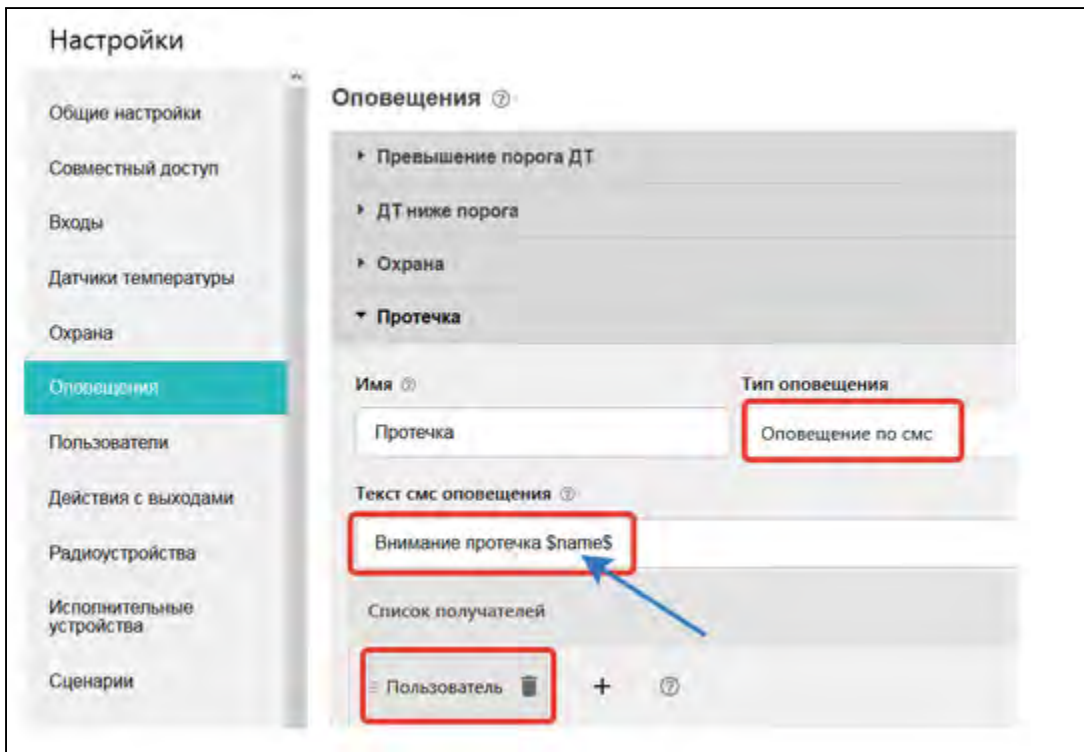 Настройки
Общие настройки
Совместный доступ
Входы
Датчики температуры
Охрана
Оповещения
Пользователи
Действия с выходами
Радиоустройства
Исполнительные
устройства
Сценарии
Оповещения
Превышение порога ДТ
ДТ ниже порога
Охрана
Протечка
Имя
Тип оповещения
Протечка
Оповещение по смс
Текст смс оповещения
Внимание протечка $name$
Список получателей
Пользователь